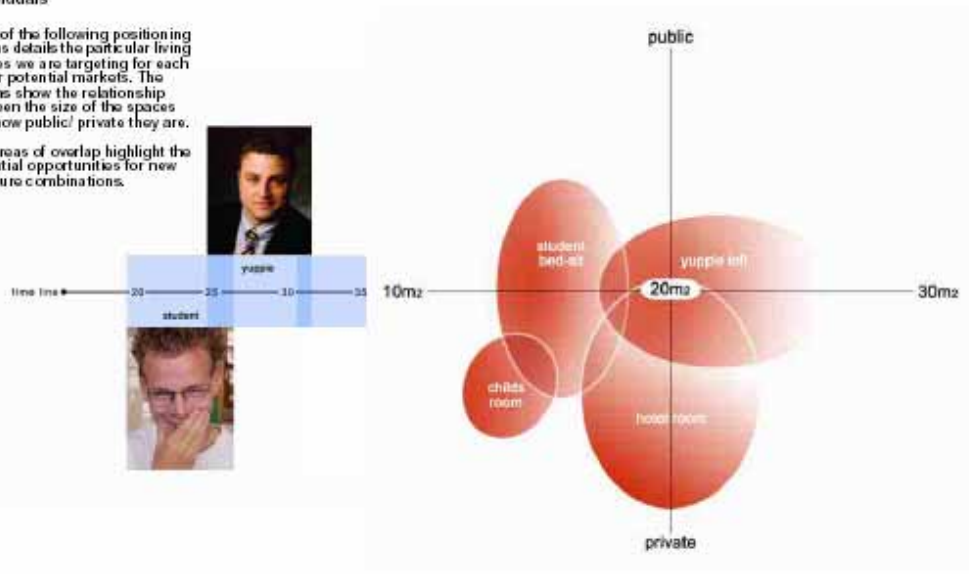 of the following positioning
s details the particular living
es we are targeting for each
r potential markets. The
ns show the relationship
een the size of the spaces
ow public/ private they are.
reas of overlap highlight the
tial opportunities for new
ure combinations.
yuppie
time line
20
25
30
35
student
public
student
bed-sit
yuppie loft
10m2
20m2
30m2
childs
room
hotel room
private